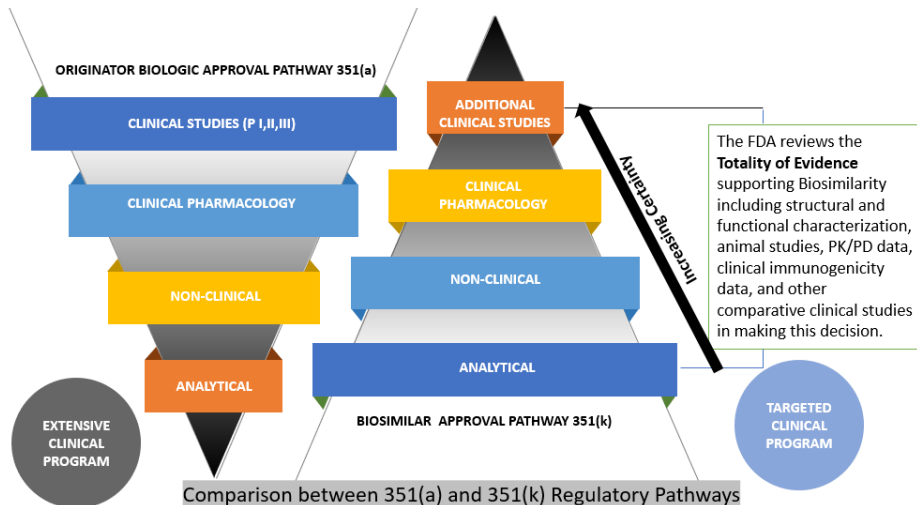 ORIGINATOR BIOLOGIC APPROVAL PATHWAY 351(a)
CLINICAL STUDIES (P I,II,III)
CLINICAL PHARMACOLOGY
NON-CLINICAL
ANALYTICAL
EXTENSIVE
CLINICAL
PROGRAM
ADDITIONAL
CLINICAL STUDIES
CLINICAL
PHARMACOLOGY
NON-CLINICAL
ANALYTICAL
BIOSIMILAR APPROVAL PATHWAY 351(k)
Increasing Certainty
The FDA reviews the
Totality of Evidence
supporting Biosimilarity
including structural and
functional characterization,
animal studies, PK/PD data,
clinical immunogenicity
data, and other
comparative clinical studies
in making this decision.
TARGETED
CLINICAL
PROGRAM
Comparison between 351(a) and 351(k) Regulatory Pathways